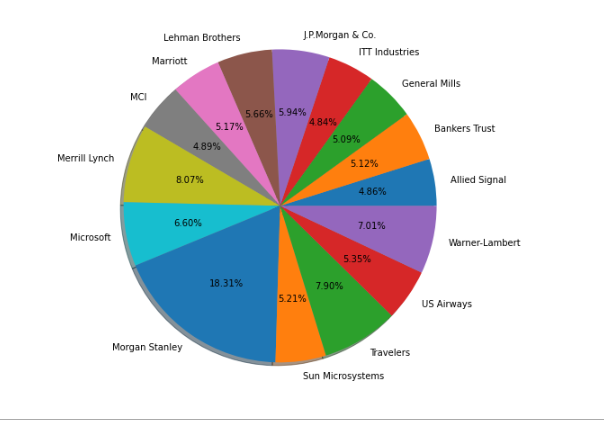 Lehman Brothers
J.P.Morgan & Co.
Marriott
ITT Industries
MCI
General Mills
Merrill Lynch
Bankers Trust
Microsoft
Allied Signal
Morgan Stanley
Warner-Lambert
Sun Microsystems
US Airways
Travelers
5.66%
5.94%
5.17%
4.84%
4.89%
5.09%
8.07%
5.12%
6.60%
4.86%
18.31%
7.01%
5.21%
5.35%
7.90%